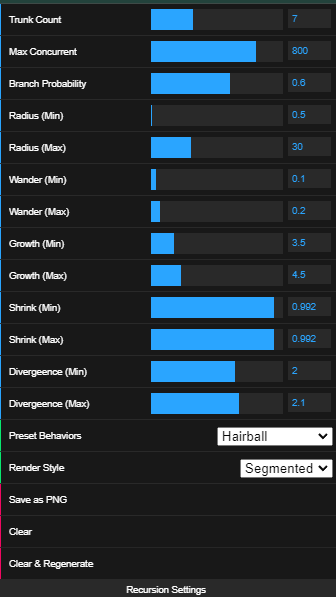 Trunk Count 7
Max Concurrent 800
Branch Probability 0.6
Radius (Min) 0.5
Radius (Max) 30
Wander (Min) 0.1
Wander (Max) 0.2
Growth (Min) 3.5
Growth (Max) 4.5
Shrink (Min) 0.992
Shrink (Max) 0.992
Divergeence (Min) 2
Divergeence (Max) 2.1
Preset Behaviors Hairball
Render Style Segmented
Save as PNG
Clear
Clear & Regenerate
Recursion Settings